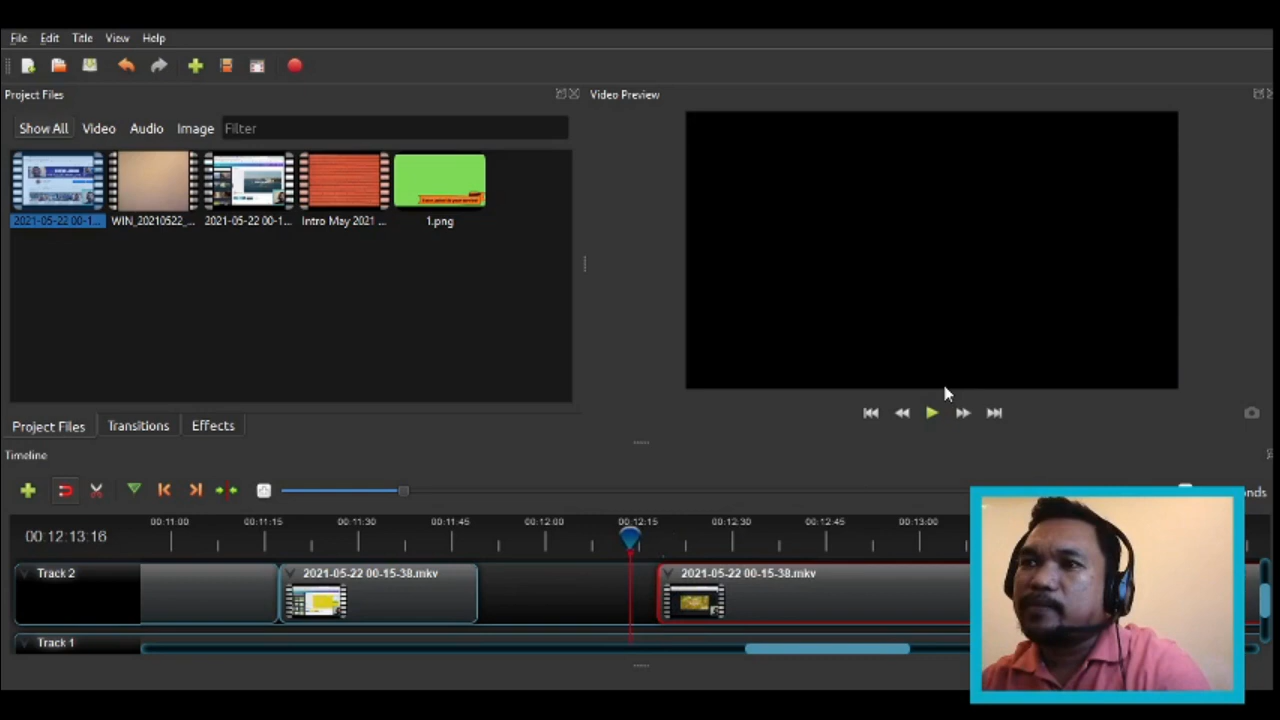 File Edit Title View Help
Project Files
Video Preview
Show All Video Audio Image Filter
2021-05-22 00-1... WIN_20210522_... 2021-05-22 00-1... Intro May 2021 ... 1.png
Project Files Transitions Effects
Timeline
onds
00:12:13:16
00:11:00 00:11:15 00:11:30 00:11:45 00:12:00 00:12:15 00:12:30 00:12:45 00:13:00
Track 2
2021-05-22 00-15-38.mkv
2021-05-22 00-15-38.mkv
Track 1